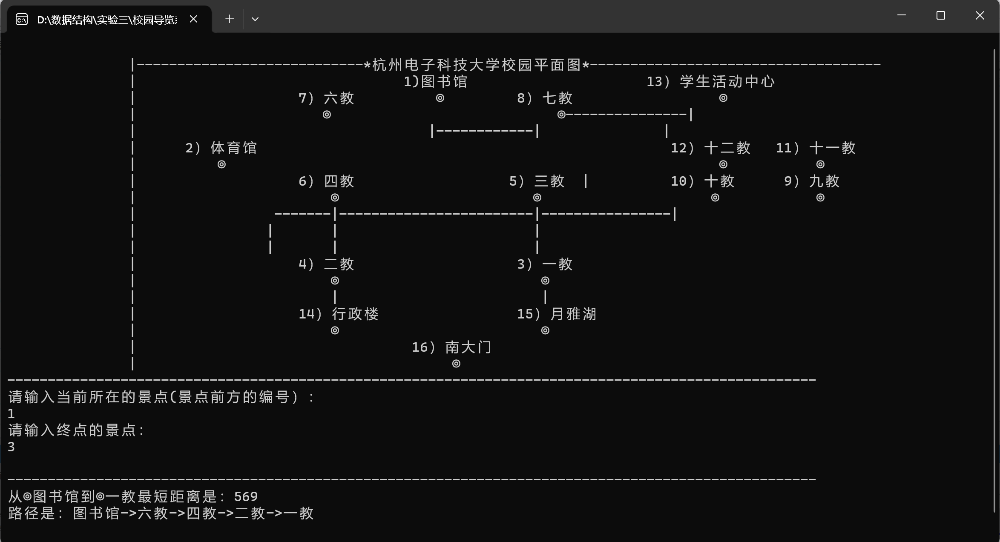 D:\数据结构\实验三\校园导览
|----------------------------*杭州电子科技大学校园平面图*------------------------------------
1)图书馆 13) 学生活动中心
7) 六教 ◎ 8) 七教 ◎
◎ ◎---------------|
|------------| |
2) 体育馆 12) 十二教 11) 十一教
◎ ◎ ◎
6) 四教 5) 三教 | 10) 十教 9) 九教
◎ ◎ ◎ ◎
-------|------------------------|----------------|
4) 二教 3) 一教
◎ ◎
14) 行政楼 15) 月雅湖
◎ ◎
16) 南大门
◎
----------------------------------------------------------------------------------------------------
请输入当前所在的景点(景点前方的编号) :
1
请输入终点的景点:
3
----------------------------------------------------------------------------------------------------
从◎图书馆到◎一教最短距离是: 569
路径是: 图书馆->六教->四教->二教->一教